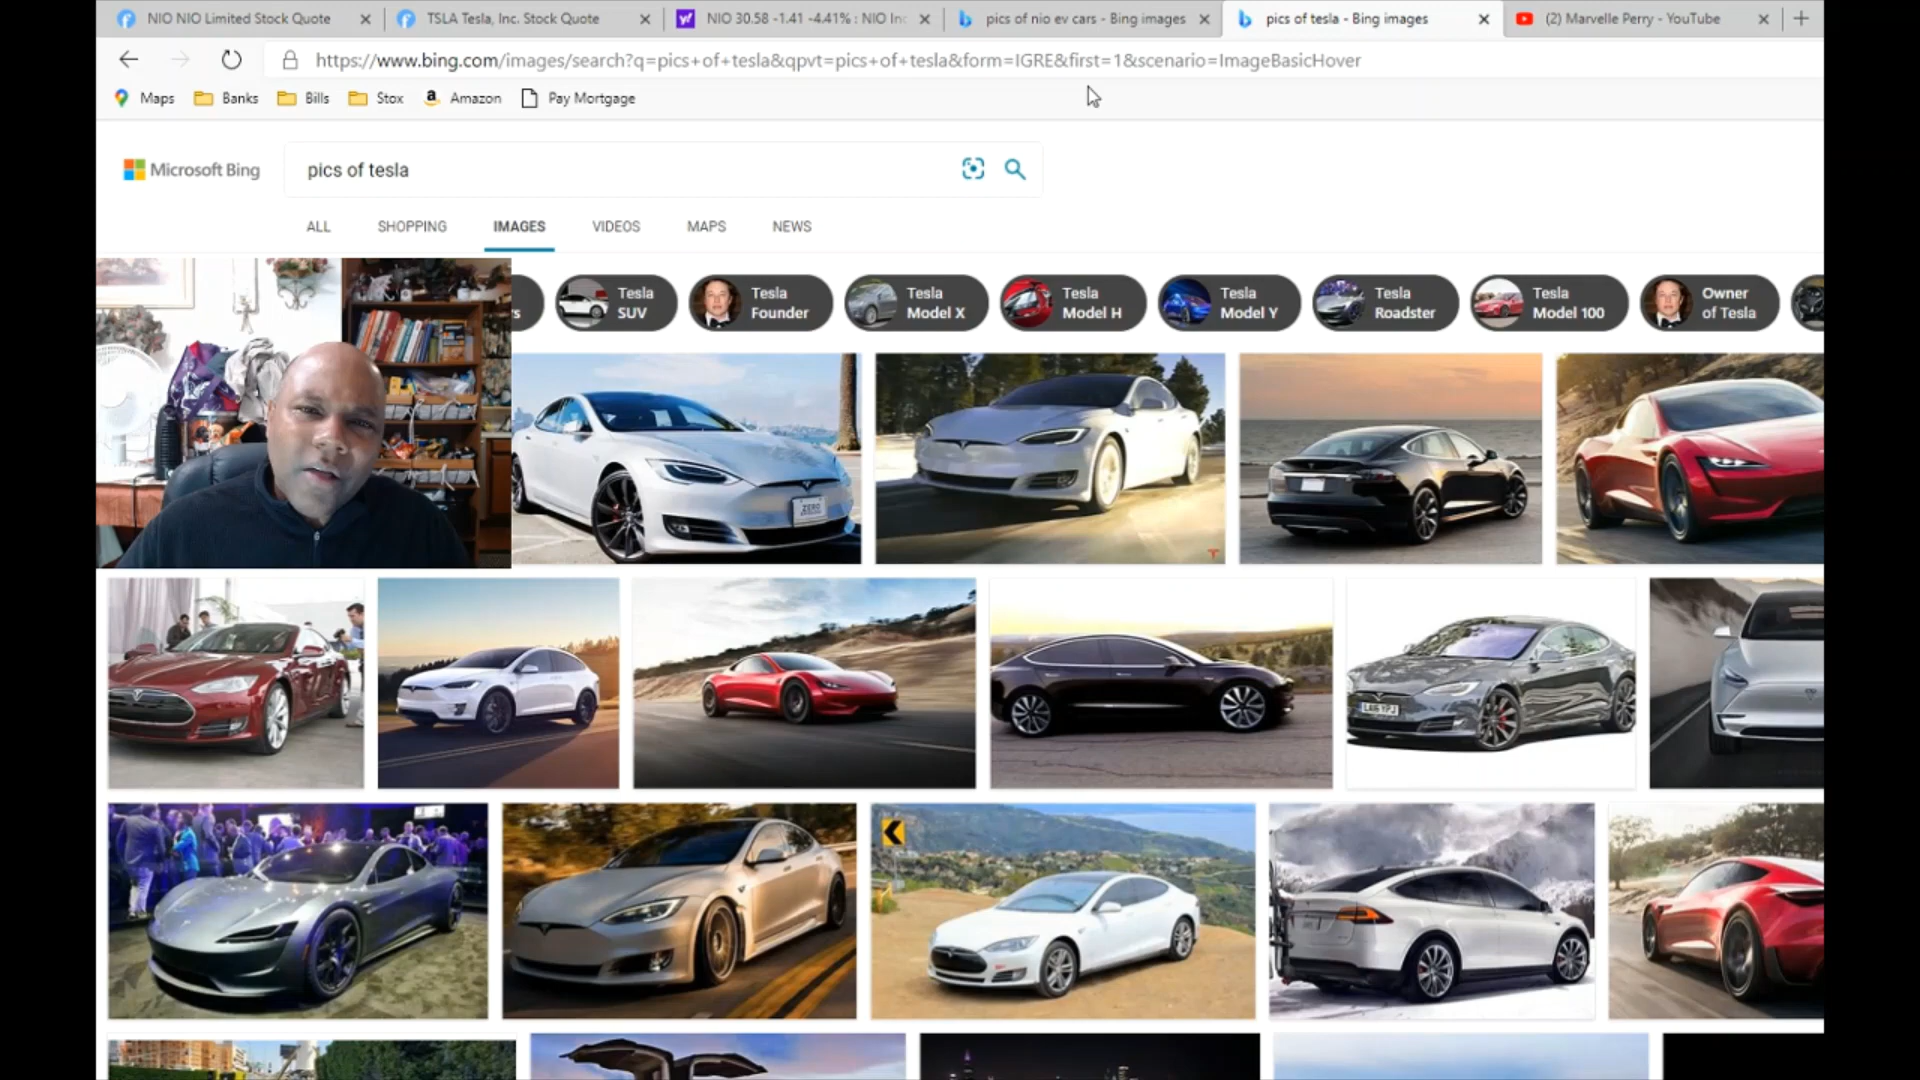 NIO NIO Limited Stock Quote
TSLA Tesla, Inc. Stock Quote
NIO 30.58 -1.41 -4.41% : NIO Inc
pics of nio ev cars - Bing images
pics of tesla - Bing images
(2) Marvelle Perry - YouTube
https://www.bing.com/images/search?q=pics+of+tesla&qpvt=pics+of+tesla&form=IGRE&first=1&scenario=ImageBasicHover
Maps
Banks
Bills
Stox
Amazon
Pay Mortgage
Microsoft Bing
pics of tesla
ALL
SHOPPING
IMAGES
VIDEOS
MAPS
NEWS
Tesla
SUV
Tesla
Founder
Tesla
Model X
Tesla
Model H
Tesla
Model Y
Tesla
Roadster
Tesla
Model 100
Owner
of Tesla
ZERO
LA16 YPJ